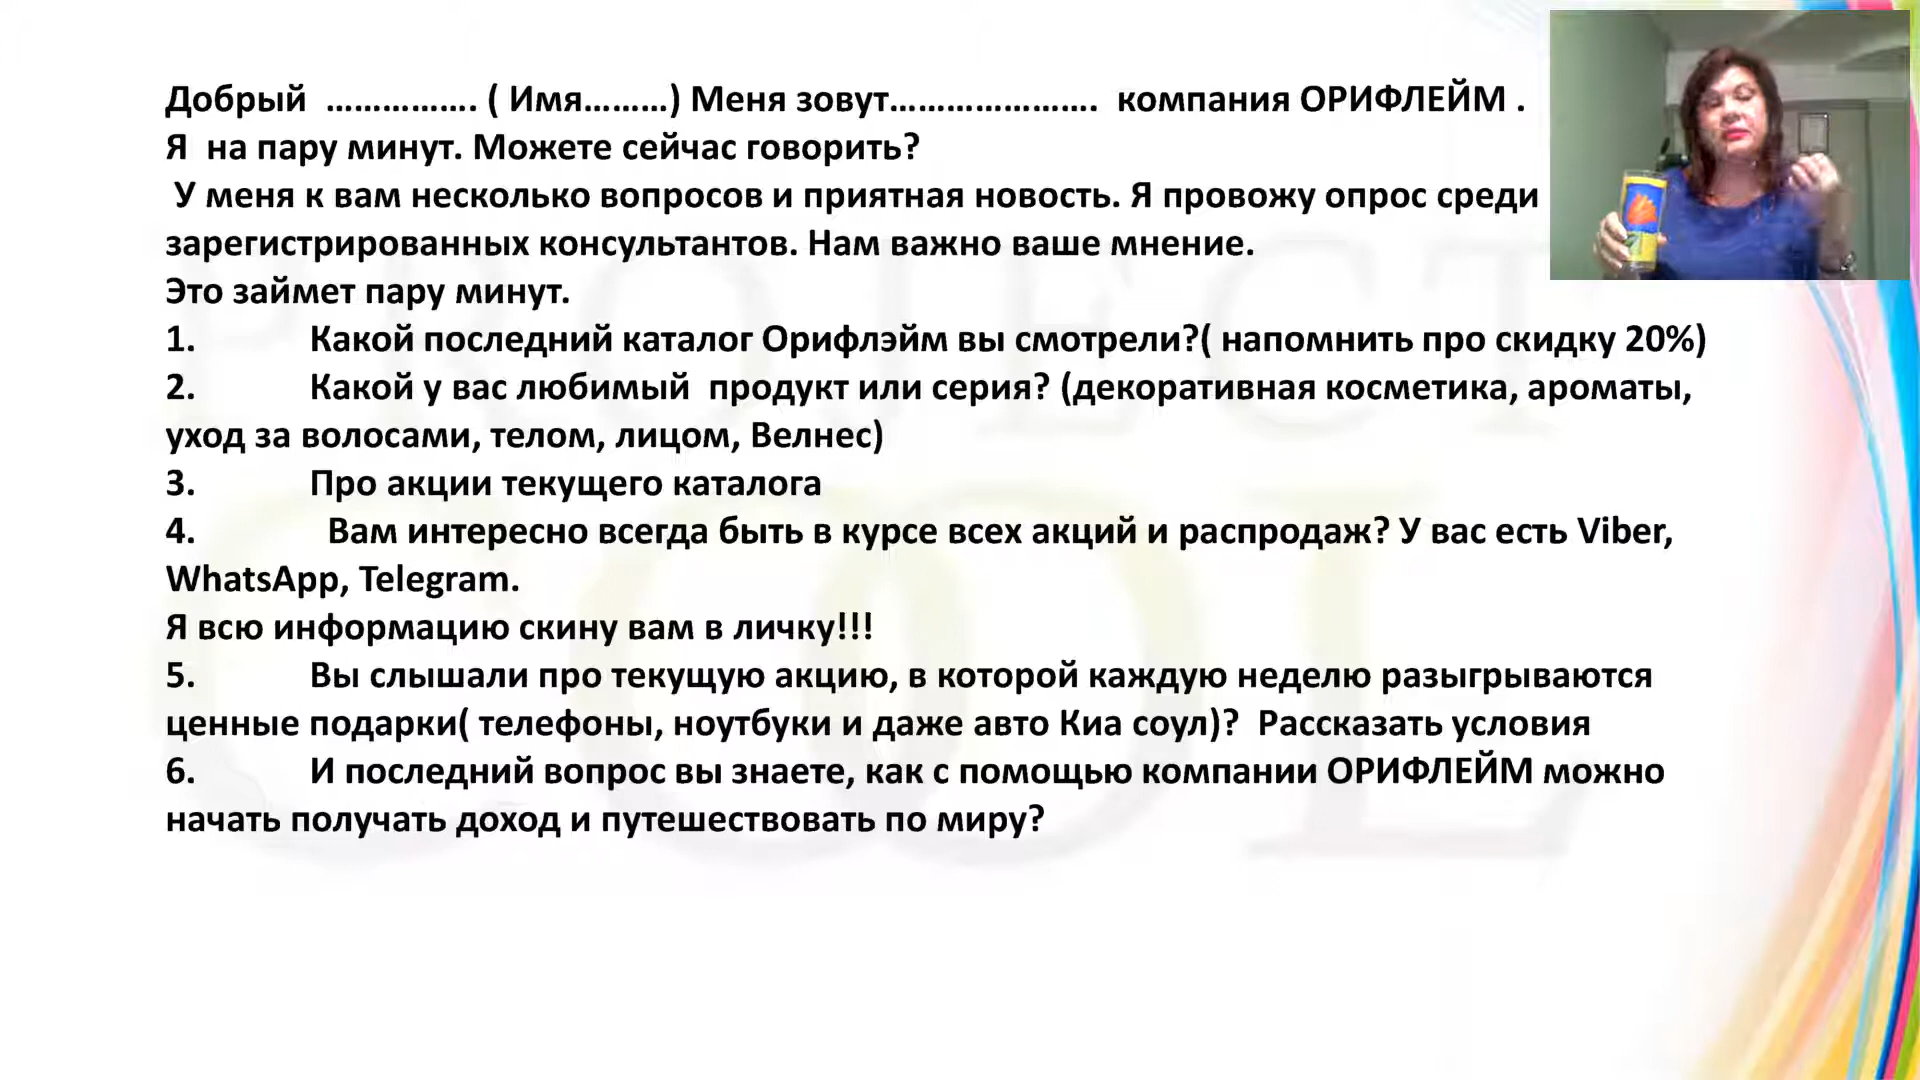 Добрый ……………. ( Имя………) Меня зовут…………………. компания ОРИФЛЕЙМ .
Я на пару минут. Можете сейчас говорить?
У меня к вам несколько вопросов и приятная новость. Я провожу опрос среди
зарегистрированных консультантов. Нам важно ваше мнение.
Это займет пару минут.
1. Какой последний каталог Орифлэйм вы смотрели?( напомнить про скидку 20%)
2. Какой у вас любимый продукт или серия? (декоративная косметика, ароматы,
уход за волосами, телом, лицом, Велнес)
3. Про акции текущего каталога
4. Вам интересно всегда быть в курсе всех акций и распродаж? У вас есть Viber,
WhatsApp, Telegram.
Я всю информацию скину вам в личку!!!
5. Вы слышали про текущую акцию, в которой каждую неделю разыгрываются
ценные подарки( телефоны, ноутбуки и даже авто Киа соул)? Рассказать условия
6. И последний вопрос вы знаете, как с помощью компании ОРИФЛЕЙМ можно
начать получать доход и путешествовать по миру?
PROJECT
COOL